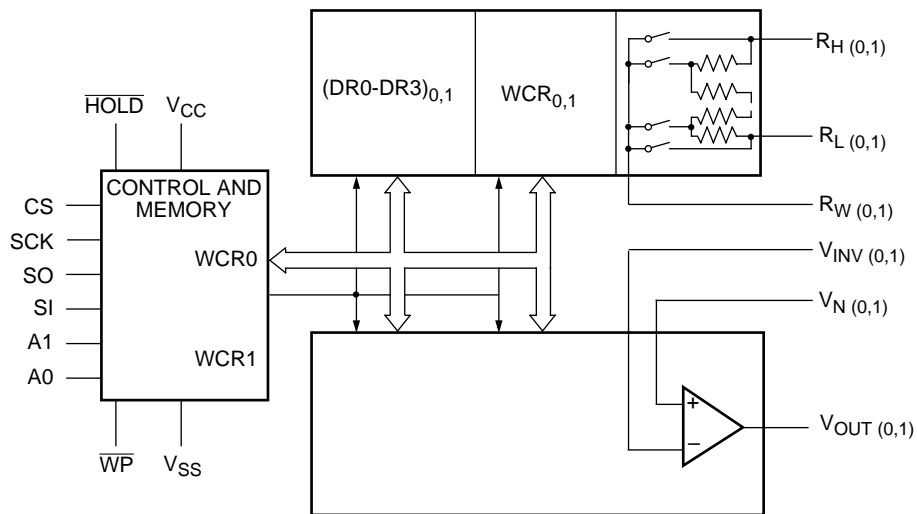 HOLD
VCC
CONTROL AND
MEMORY
CS
SCK
SO
SI
A1
A0
WCR0
WCR1
WP
VSS
(DR0-DR3)0,1
WCR0,1
RH (0,1)
RL (0,1)
RW (0,1)
VINV (0,1)
VN (0,1)
+
−
VOUT (0,1)